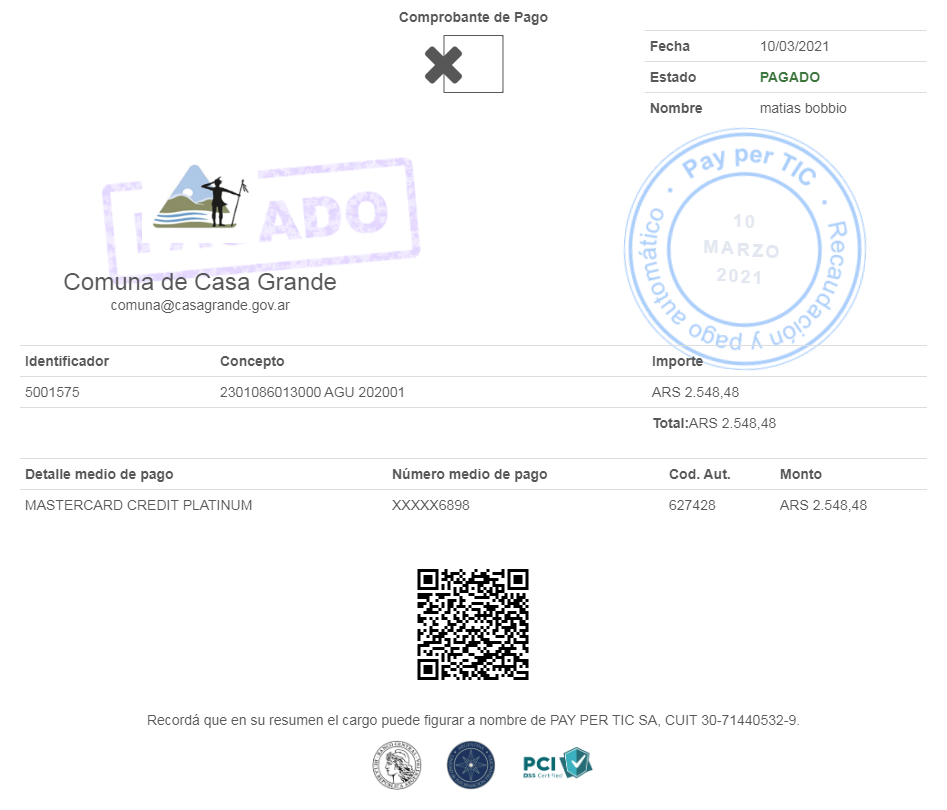 Comprobante de Pago
Fecha 10/03/2021
Estado PAGADO
Nombre matias bobbio
PAGADO
Pay per TIC
Recaudación y pago automático
10
MARZO
2021
Comuna de Casa Grande
comuna@casagrande.gov.ar
Identificador Concepto Importe
5001575 2301086013000 AGU 202001 ARS 2.548,48
Total:ARS 2.548,48
Detalle medio de pago Número medio de pago Cod. Aut. Monto
MASTERCARD CREDIT PLATINUM XXXXX6898 627428 ARS 2.548,48
Recordá que en su resumen el cargo puede figurar a nombre de PAY PER TIC SA, CUIT 30-71440532-9.
PCI
DSS Certified